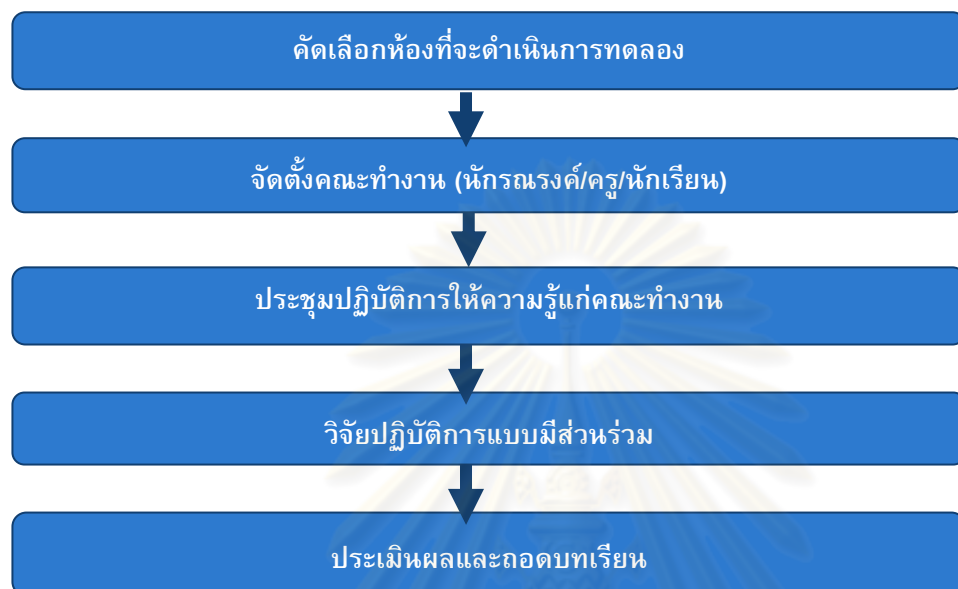 คัดเลือกห้องที่จะดำเนินการทดลอง
จัดตั้งคณะทำงาน (นักรณรงค์/ครู/นักเรียน)
ประชุมปฏิบัติการให้ความรู้แก่คณะทำงาน
วิจัยปฏิบัติการแบบมีส่วนร่วม
ประเมินผลและถอดบทเรียน